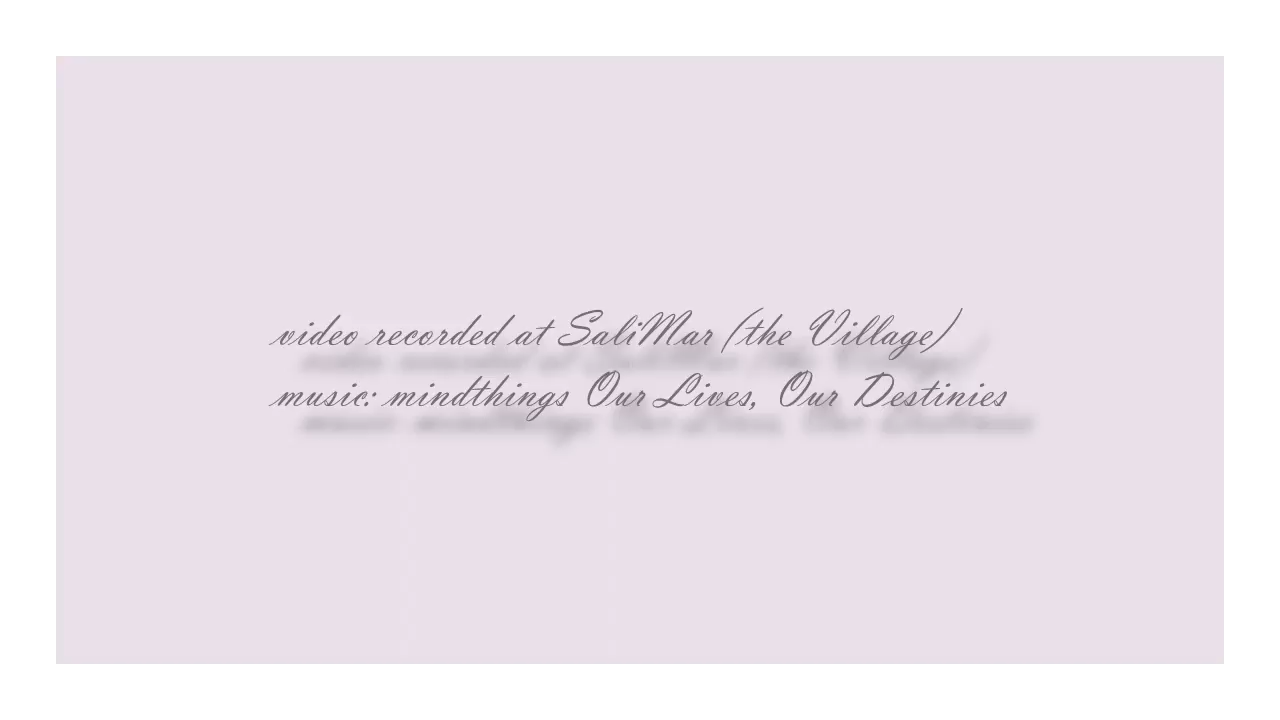 video recorded at SaliMar (the Village)
music: mindthings Our Lives, Our Destinies